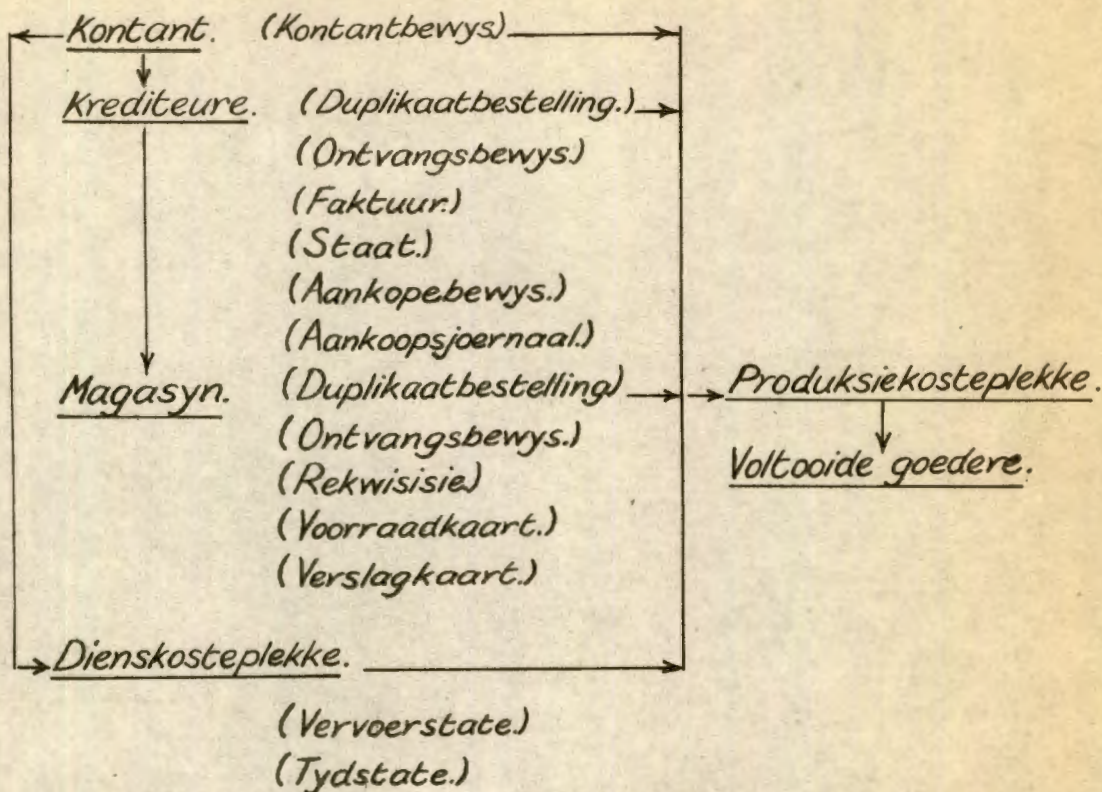 Kontant. (Kontantbewys)
Krediteure. (Duplikaatbestelling.)
(Ontvangsbewys.)
(Faktuur.)
(Staat.)
(Aankopebewys.)
(Aankoopsjoernaal.)
Magasyn. (Duplikaatbestelling) Produksiekosteplekke.
(Ontvangsbewys.) Voltooide goedere.
(Rekwisisie.)
(Voorraadkaart.)
(Verslagkaart.)
Dienskosteplekke.
(Vervoerstate.)
(Tydstate.)